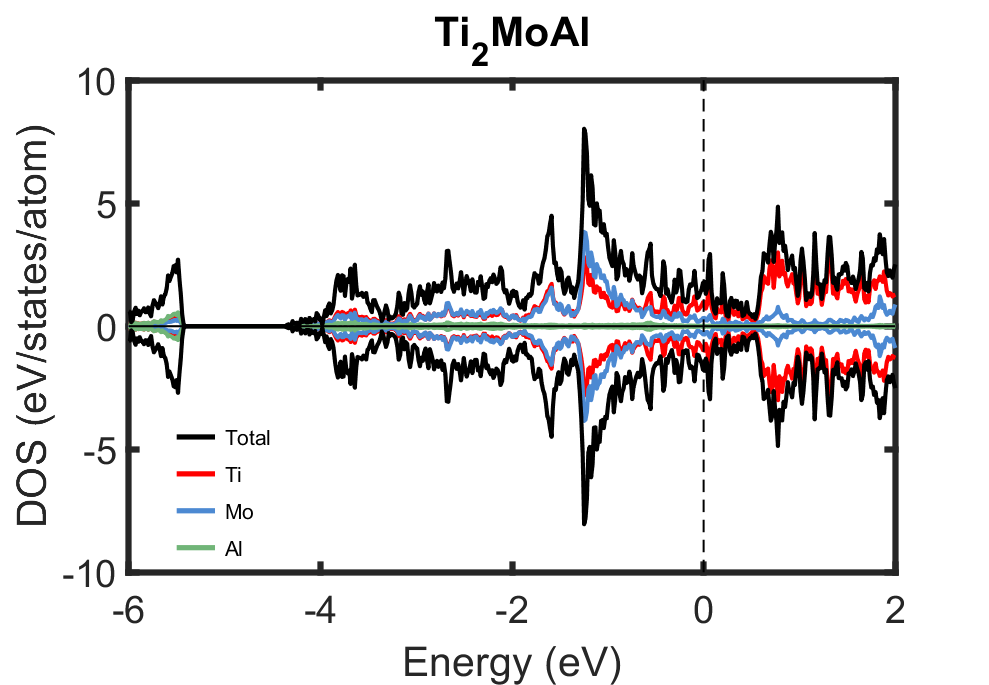 Ti2MoAl
10
5
0
-5
-10
DOS (eV/states/atom)
Total
Ti
Mo
Al
-6 -4 -2 0 2
Energy (eV)